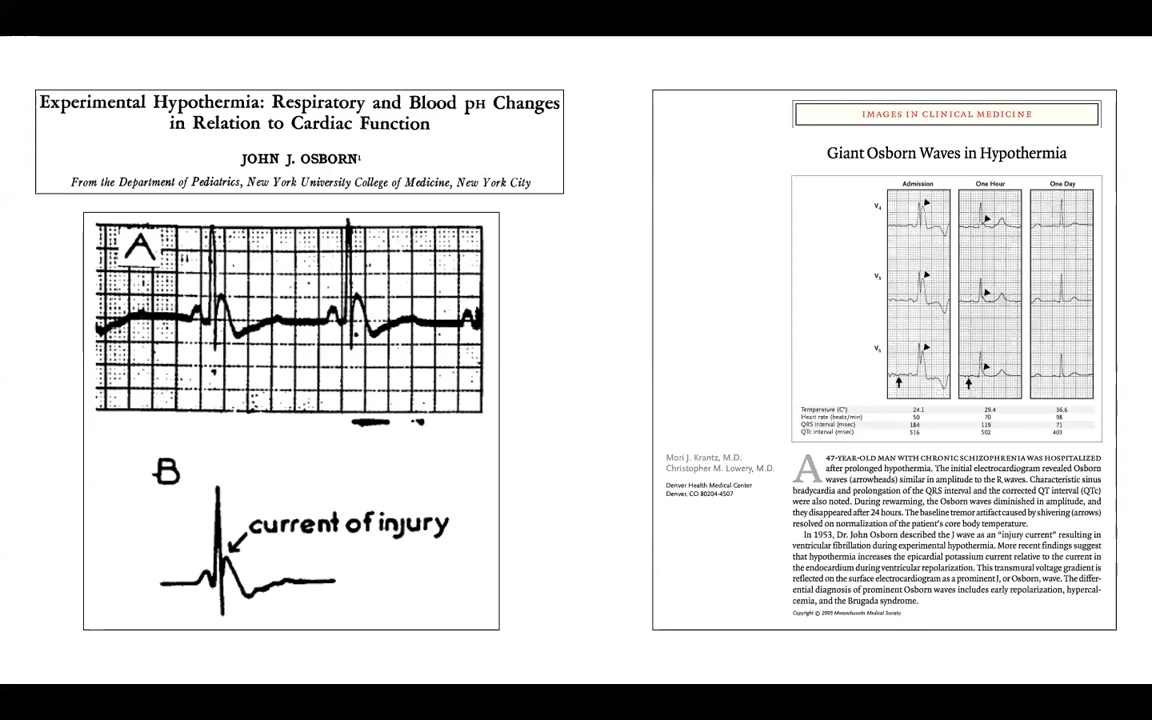 Experimental Hypothermia: Respiratory and Blood pH Changes
in Relation to Cardiac Function
JOHN J. OSBORN¹
From the Department of Pediatrics, New York University College of Medicine, New York City
A
B
current of injury
IMAGES IN CLINICAL MEDICINE
Giant Osborn Waves in Hypothermia
Admission One Hour One Day
V4
V5
V6
Temperature (C°) 24.1 29.4 36.6
Heart rate (beats/min) 50 70 98
QRS interval (msec) 184 119 71
QTc interval (msec) 516 502 403
Mori J. Krantz, M.D.
Christopher M. Lowery, M.D.
Denver Health Medical Center
Denver, CO 80204-4507
A 47-YEAR-OLD MAN WITH CHRONIC SCHIZOPHRENIA WAS HOSPITALIZED
after prolonged hypothermia. The initial electrocardiogram revealed Osborn
waves (arrowheads) similar in amplitude to the R waves. Characteristic sinus
bradycardia and prolongation of the QRS interval and the corrected QT interval (QTc)
were also noted. During rewarming, the Osborn waves diminished in amplitude, and
they disappeared after 24 hours. The baseline tremor artifact caused by shivering (arrows)
resolved on normalization of the patient's core body temperature.
In 1953, Dr. John Osborn described the J wave as an "injury current" resulting in
ventricular fibrillation during experimental hypothermia. More recent findings suggest
that hypothermia increases the epicardial potassium current relative to the current in
the endocardium during ventricular repolarization. This transmural voltage gradient is
reflected on the surface electrocardiogram as a prominent J, or Osborn, wave. The differ-
ential diagnosis of prominent Osborn waves includes early repolarization, hypercal-
cemia, and the Brugada syndrome.
Copyright © 2005 Massachusetts Medical Society.